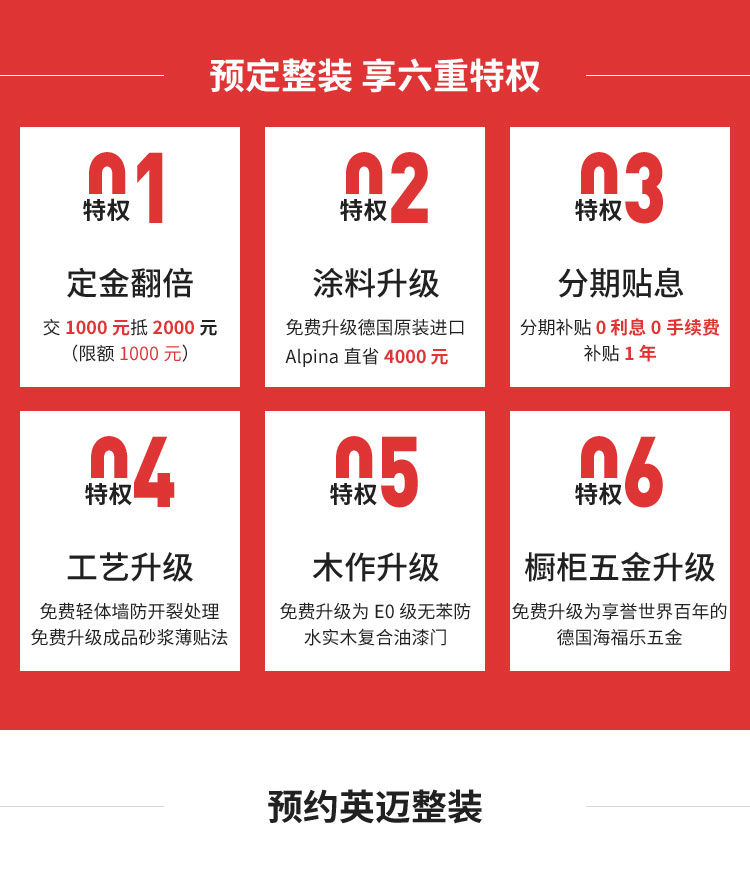 预定整装 享六重特权
01
特权
定金翻倍
交 1000 元抵 2000 元
（限额 1000 元）
02
特权
涂料升级
免费升级德国原装进口
Alpina 直省 4000 元
03
特权
分期贴息
分期补贴 0 利息 0 手续费
补贴 1 年
04
特权
工艺升级
免费轻体墙防开裂处理
免费升级成品砂浆薄贴法
05
特权
木作升级
免费升级为 E0 级无苯防
水实木复合油漆门
06
特权
橱柜五金升级
免费升级为享誉世界百年的
德国海福乐五金
预约英迈整装